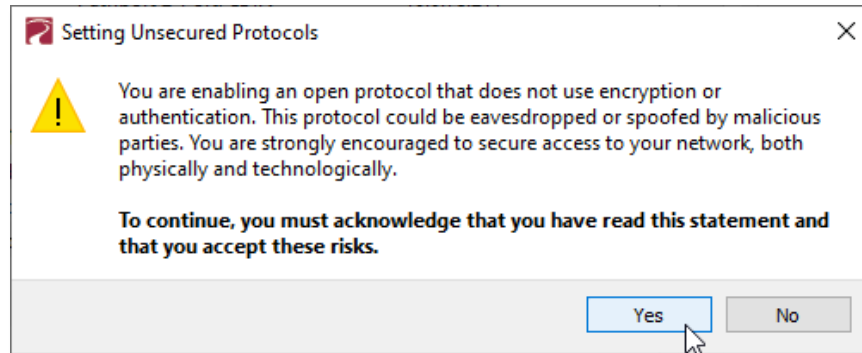 Setting Unsecured Protocols
You are enabling an open protocol that does not use encryption or
authentication. This protocol could be eavesdropped or spoofed by malicious
parties. You are strongly encouraged to secure access to your network, both
physically and technologically.
To continue, you must acknowledge that you have read this statement and
that you accept these risks.
Yes
No